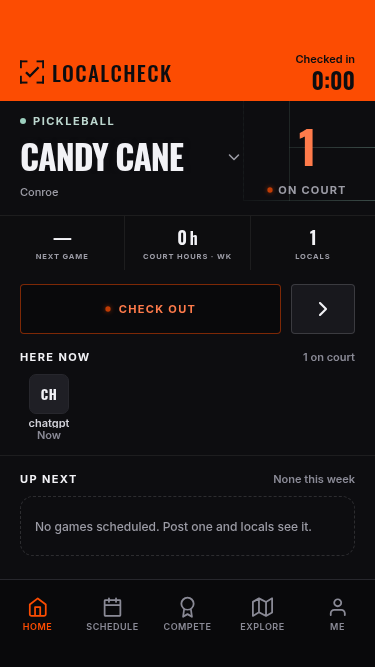 LOCALCHECK
Checked in
0:00
PICKLEBALL
CANDY CANE
Conroe
1
ON COURT
—
NEXT GAME
0 h
COURT HOURS · WK
1
LOCALS
CHECK OUT
HERE NOW
1 on court
CH
chatgpt
Now
UP NEXT
None this week
No games scheduled. Post one and locals see it.
HOME
SCHEDULE
COMPETE
EXPLORE
ME